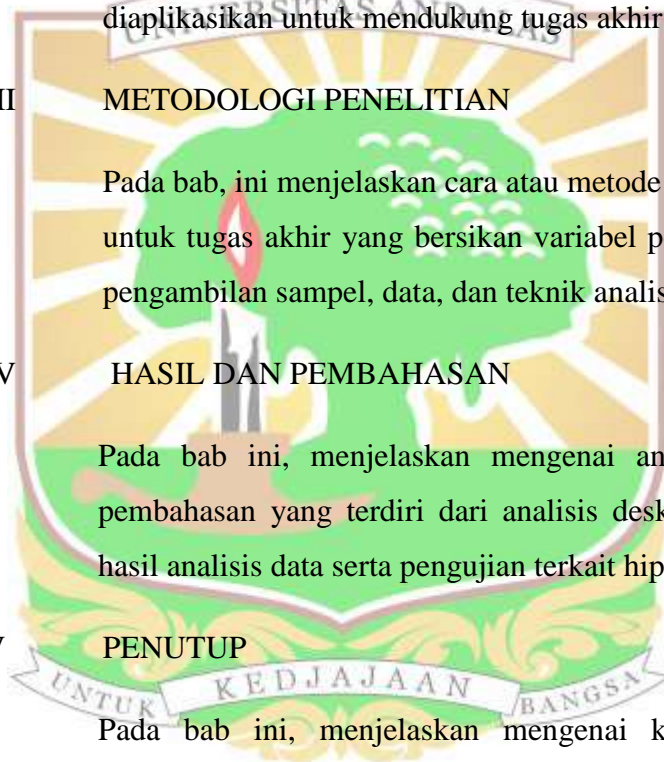 diaplikasikan untuk mendukung tugas akhir
UNIVERSITAS ANDALAS
II METODOLOGI PENELITIAN
Pada bab, ini menjelaskan cara atau metode
untuk tugas akhir yang bersikan variabel p
pengambilan sampel, data, dan teknik analis
V HASIL DAN PEMBAHASAN
Pada bab ini, menjelaskan mengenai an
pembahasan yang terdiri dari analisis desk
hasil analisis data serta pengujian terkait hip
V PENUTUP
UNTUK KEDJAJAAN BANGSA
Pada bab ini, menjelaskan mengenai k